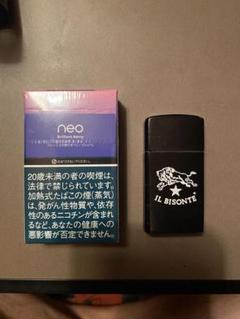 neo
Brilliant Berry
20歳未満の者の喫煙は、
法律で禁じられています。
加熱式たばこの煙(蒸気)
は、発がん性物質や、依存
性のあるニコチンが含まれ
るなど、あなたの健康への
悪影響が否定できません。
IL BISONTE